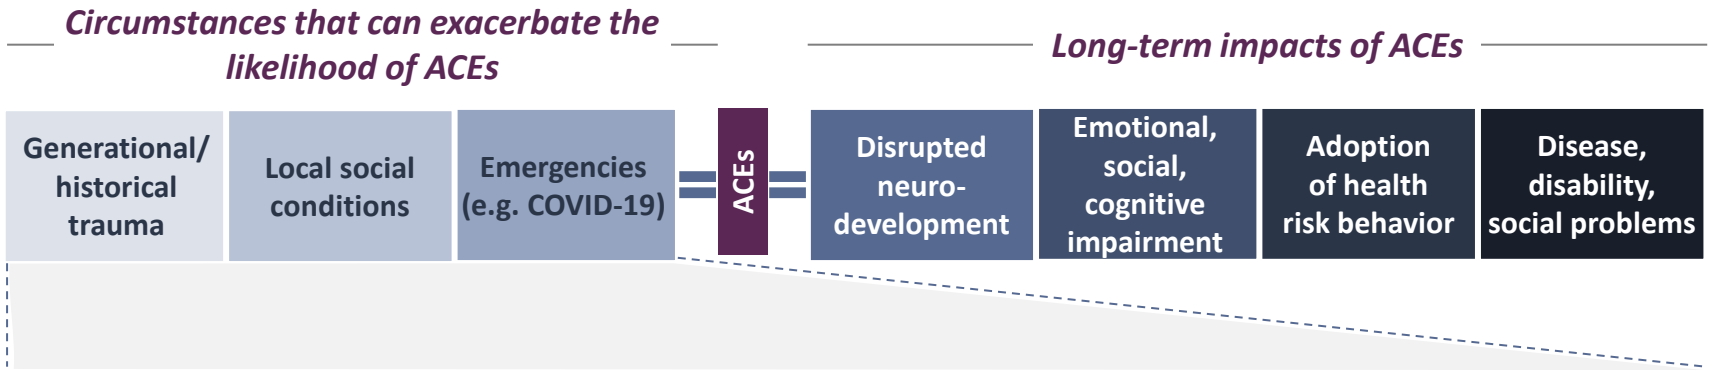 Circumstances that can exacerbate the
likelihood of ACEs
Long-term impacts of ACEs
Generational/
historical
trauma
Local social
conditions
Emergencies
(e.g. COVID-19)
ACEs
Disrupted
neuro-
development
Emotional,
social,
cognitive
impairment
Adoption
of health
risk behavior
Disease,
disability,
social problems